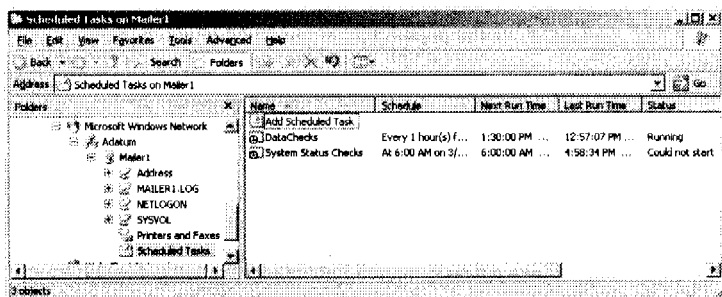 Scheduled Tasks on Mailer1
File Edit View Favorites Tools Advanced Help
Back Search Folders
Address Scheduled Tasks on Mailer1 Go
Folders
Microsoft Windows Network
Adatum
Mailer1
Address
MAILER1.LOG
NETLOGON
SYSVOL
Printers and Faxes
Scheduled Tasks
Name Schedule Next Run Time Last Run Time Status
Add Scheduled Task
DataChecks Every 1 hour(s) f... 1:30:00 PM ... 12:57:07 PM ... Running
System Status Checks At 6:00 AM on 3/... 6:00:00 AM ... 4:58:34 PM ... Could not start
3 objects